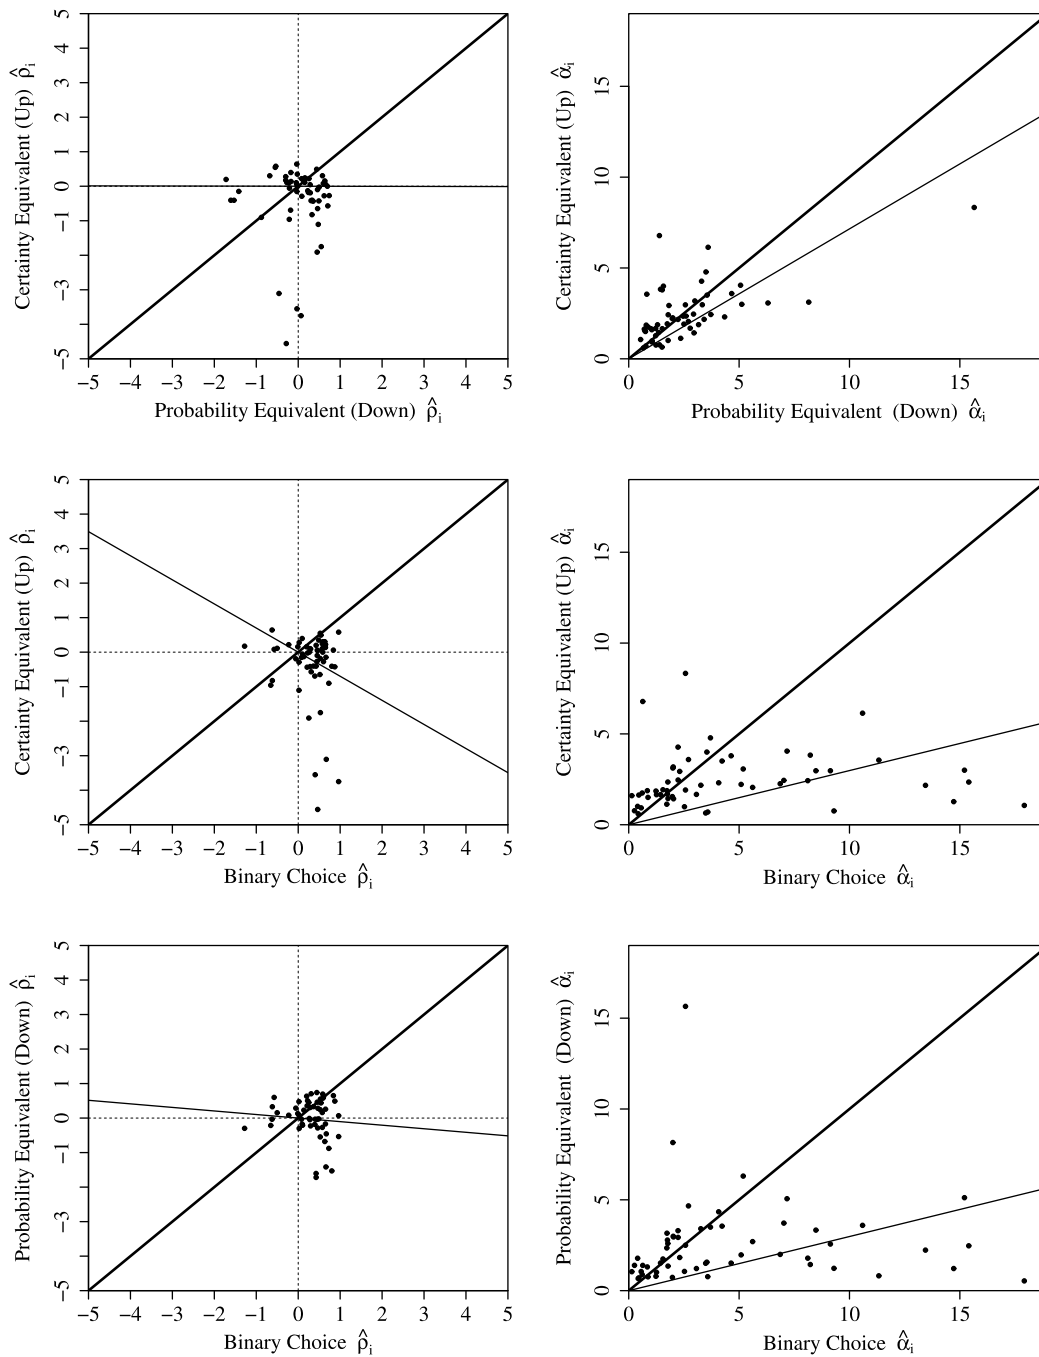 −5 −3 −1 0 1 2 3 4 5
Certainty Equivalent (Up) ρ̂i
−5 −4 −3 −2 −1 0 1 2 3 4 5
Probability Equivalent (Down) ρ̂i
0 5 10 15
Certainty Equivalent (Up) α̂i
0 5 10 15
Probability Equivalent (Down) α̂i
−5 −3 −1 0 1 2 3 4 5
Certainty Equivalent (Up) ρ̂i
−5 −4 −3 −2 −1 0 1 2 3 4 5
Binary Choice ρ̂i
0 5 10 15
Certainty Equivalent (Up) α̂i
0 5 10 15
Binary Choice α̂i
−5 −3 −1 0 1 2 3 4 5
Probability Equivalent (Down) ρ̂i
−5 −4 −3 −2 −1 0 1 2 3 4 5
Binary Choice ρ̂i
0 5 10 15
Probability Equivalent (Down) α̂i
0 5 10 15
Binary Choice α̂i